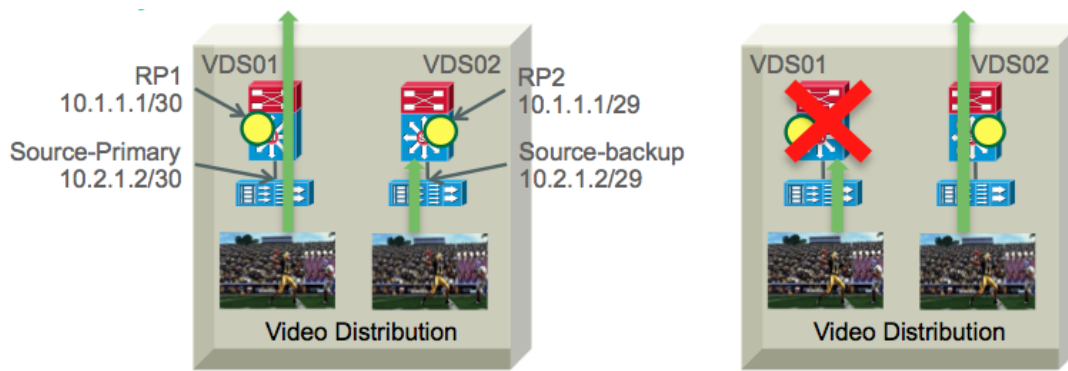 VDS01
VDS02
RP1
10.1.1.1/30
RP2
10.1.1.1/29
Source-Primary
10.2.1.2/30
Source-backup
10.2.1.2/29
Video Distribution
VDS01
VDS02
Video Distribution